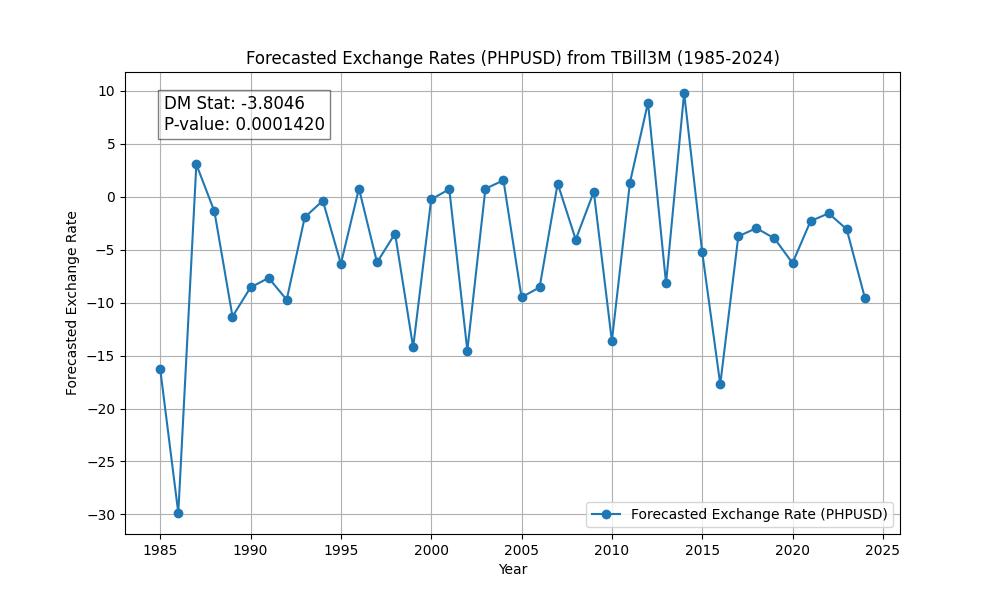 Forecasted Exchange Rates (PHPUSD) from TBill3M (1985-2024)
DM Stat: -3.8046
P-value: 0.0001420
10
5
0
−5
−10
−15
−20
−25
−30
Forecasted Exchange Rate
Forecasted Exchange Rate (PHPUSD)
1985 1990 1995 2000 2005 2010 2015 2020 2025
Year